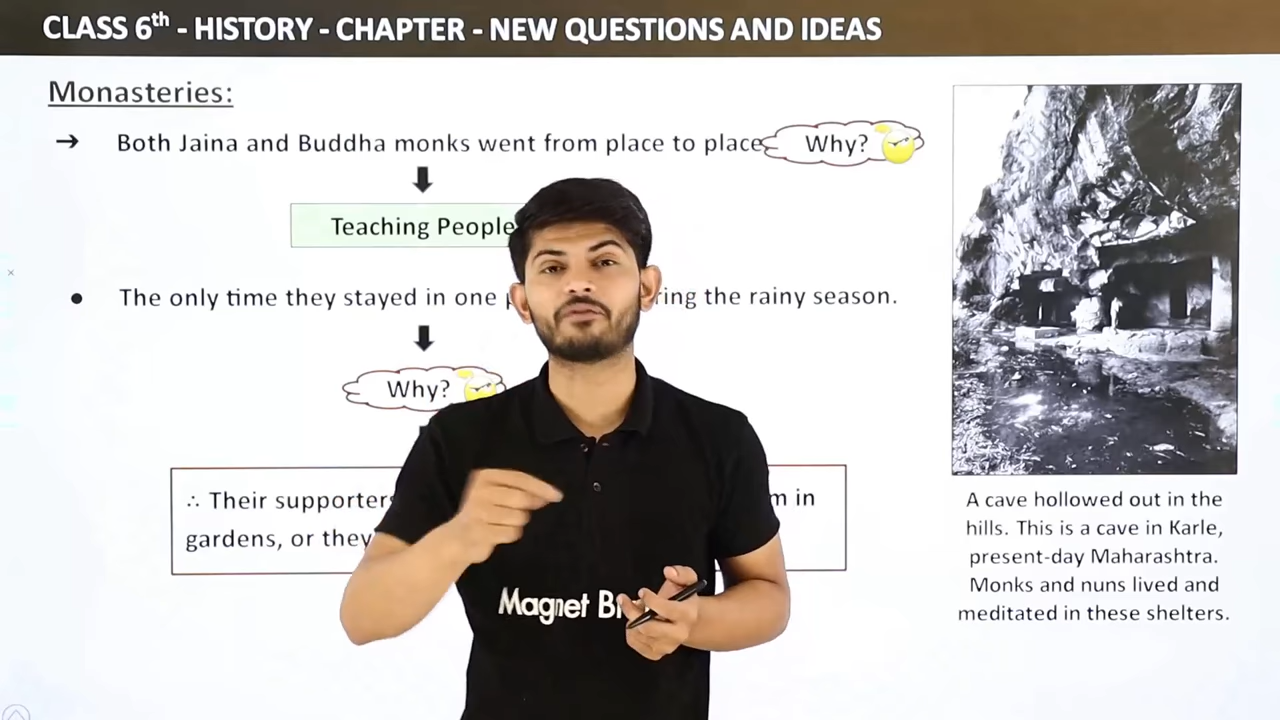 CLASS 6th - HISTORY - CHAPTER - NEW QUESTIONS AND IDEAS
Monasteries:
→ Both Jaina and Buddha monks went from place to place
Why?
Teaching People
• The only time they stayed in one the rainy season.
Why?
∴ Their supporters in
gardens, or they
Magnet
A cave hollowed out in the
hills. This is a cave in Karle,
present-day Maharashtra.
Monks and nuns lived and
meditated in these shelters.